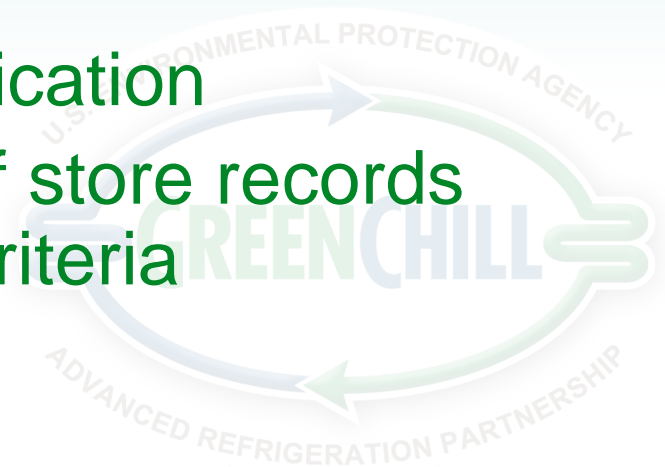 U.S. ENVIRONMENTAL PROTECTION AGENCY
ication
f store records
riteria
GREENCHILL
ADVANCED REFRIGERATION PARTNERSHIP